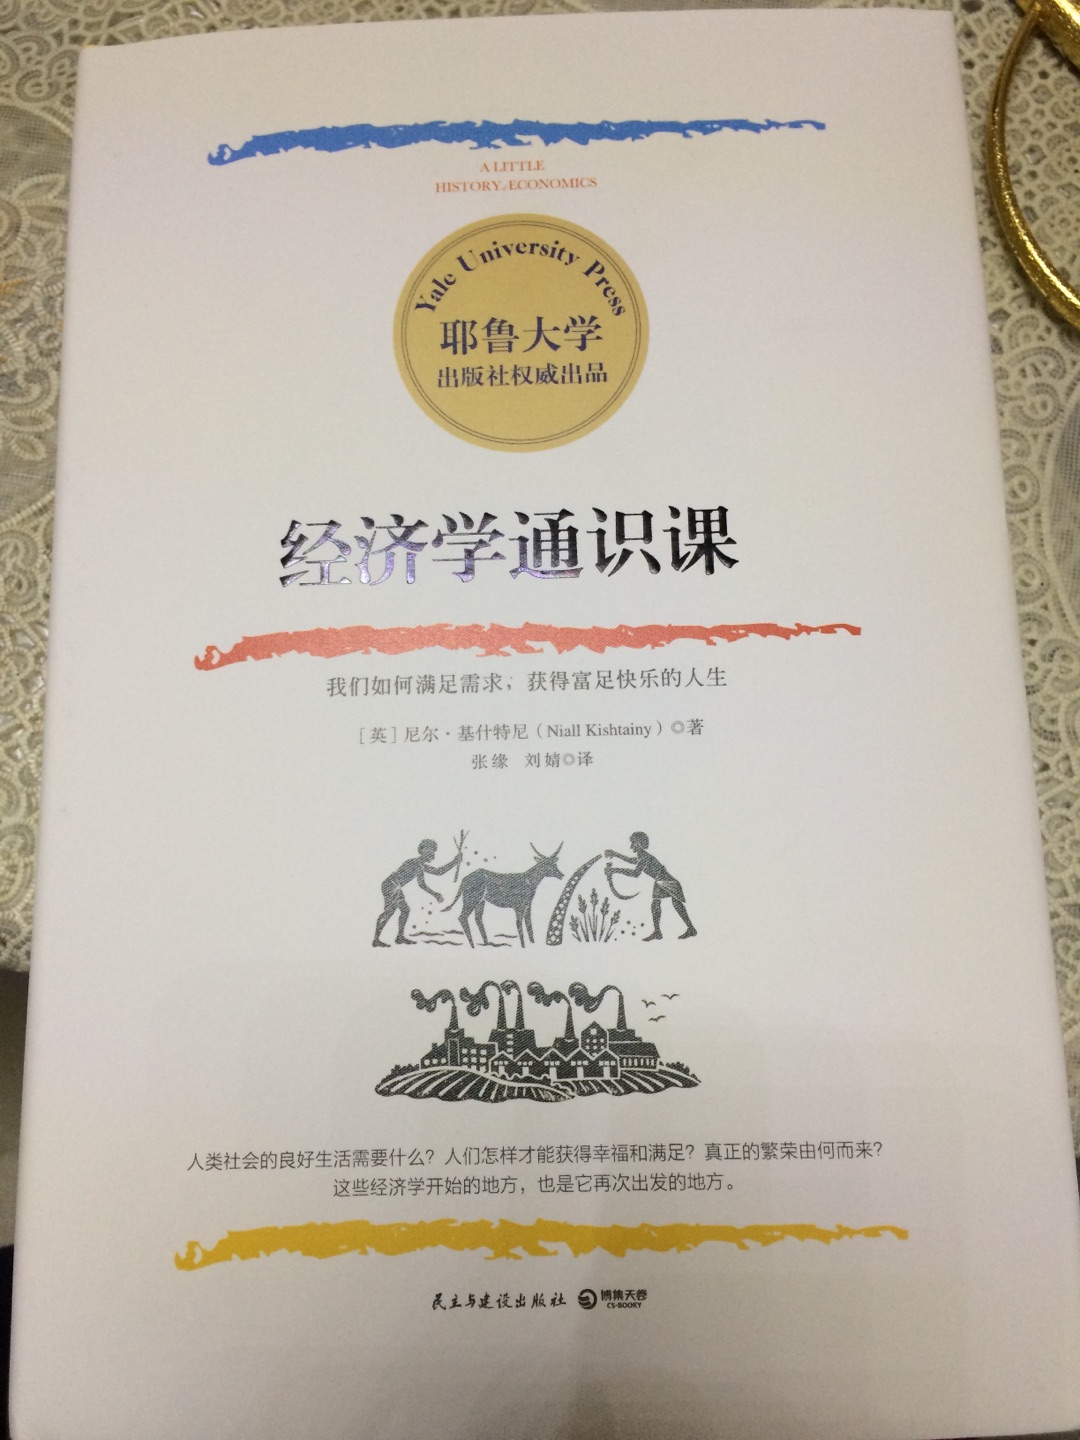 A LITTLE
HISTORY of ECONOMICS
Yale University Press
耶鲁大学
出版社权威出品
经济学通识课
我们如何满足需求，获得富足快乐的人生
［英］尼尔·基什特尼（Niall Kishtainy）◎著
张缘 刘婧◎译
人类社会的良好生活需要什么？人们怎样才能获得幸福和满足？真正的繁荣由何而来？
这些经济学开始的地方，也是它再次出发的地方。
民主与建设出版社 博集天卷
CS-BOOKY